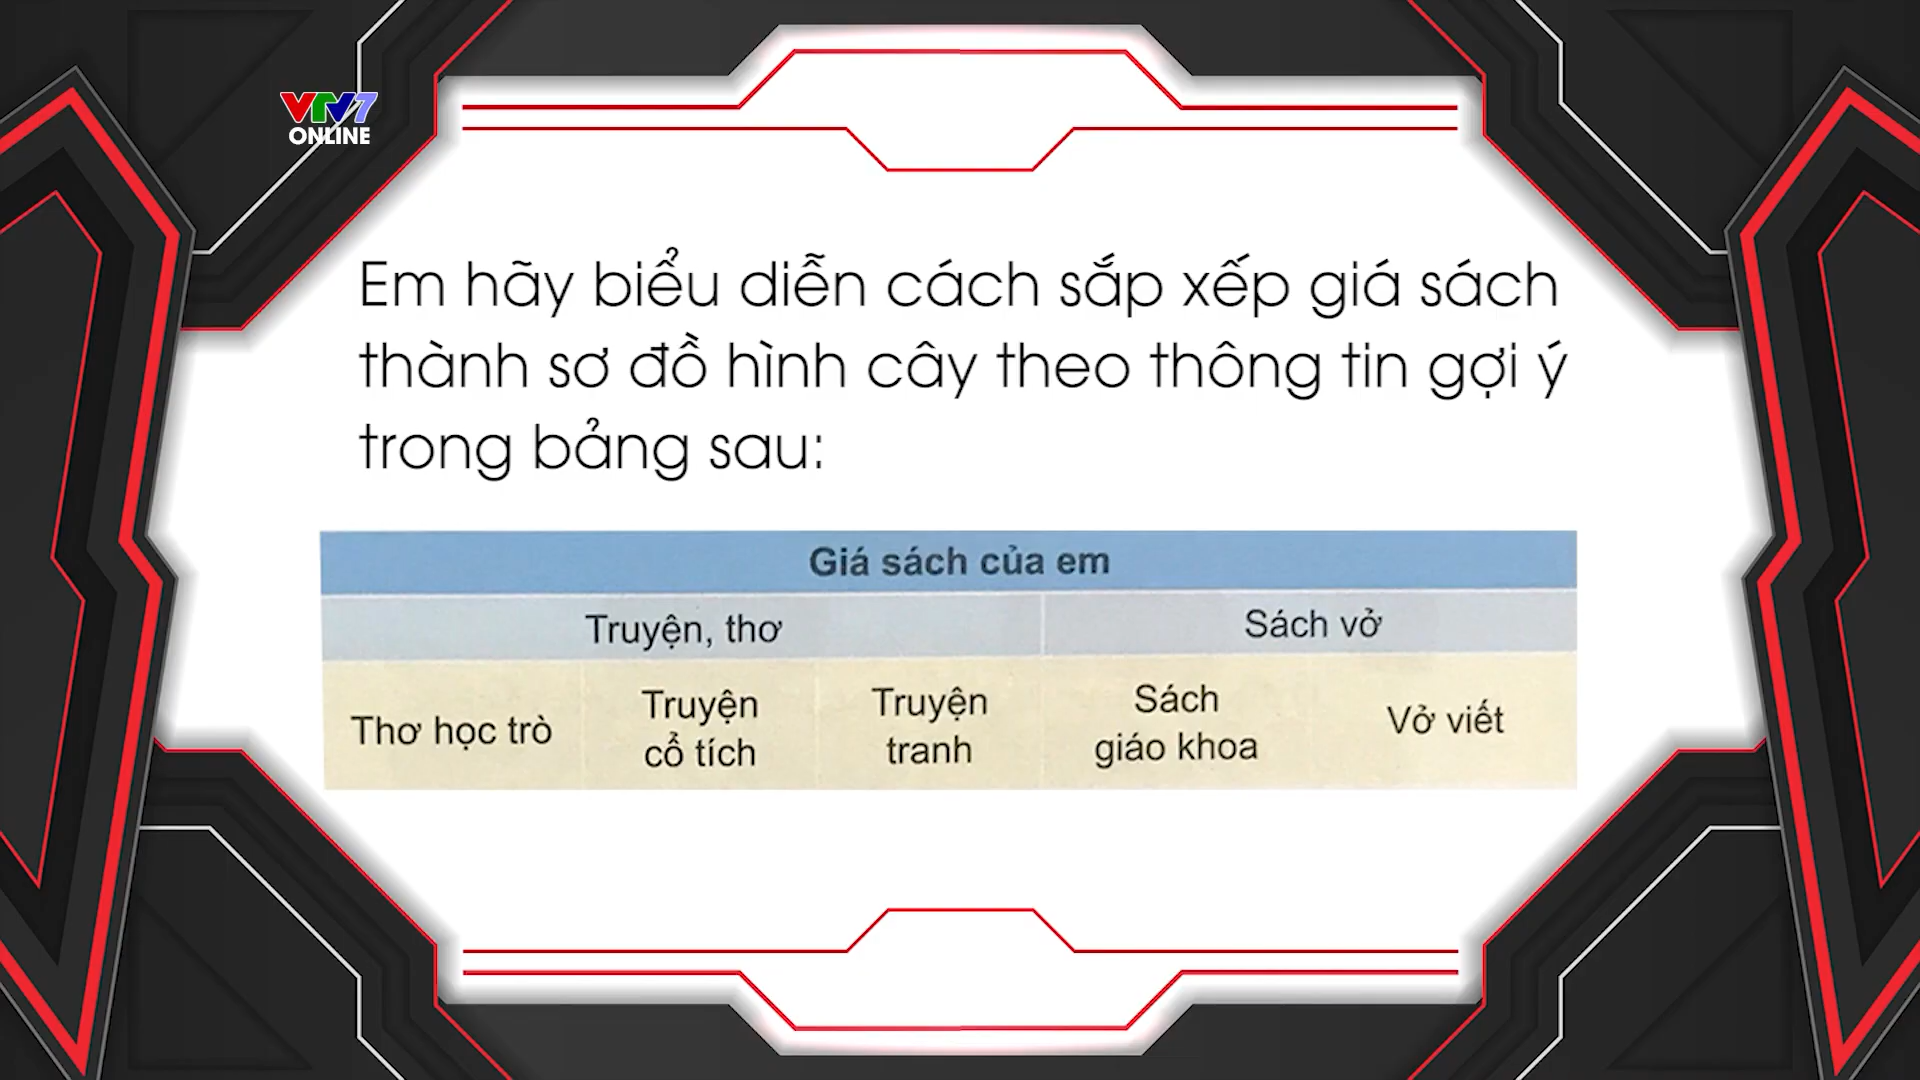 VTV7
ONLINE
Em hãy biểu diễn cách sắp xếp giá sách
thành sơ đồ hình cây theo thông tin gợi ý
trong bảng sau:
Giá sách của em
Truyện, thơ
Sách vở
Thơ học trò
Truyện
cổ tích
Truyện
tranh
Sách
giáo khoa
Vở viết